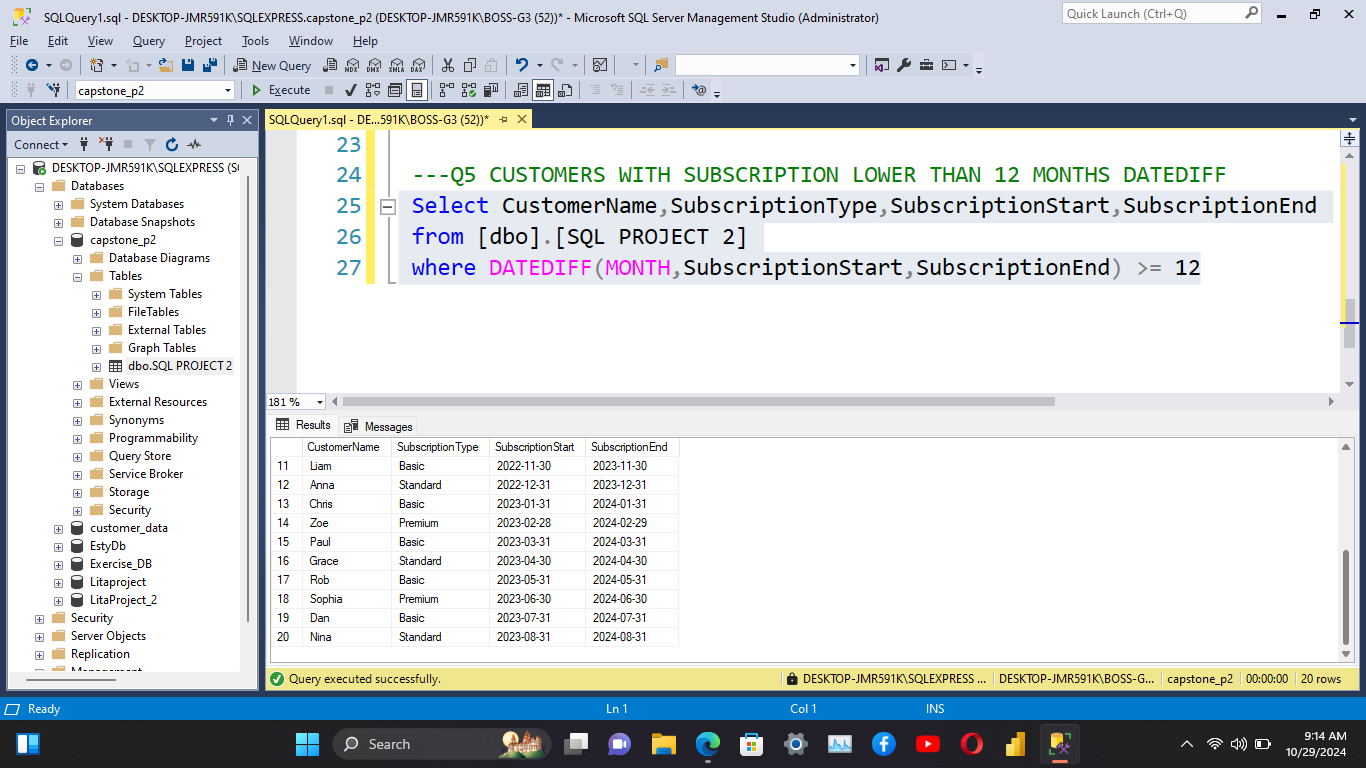 SQLQuery1.sql - DESKTOP-JMR591K\SQLEXPRESS.capstone_p2 (DESKTOP-JMR591K\BOSS-G3 (52))* - Microsoft SQL Server Management Studio (Administrator)
Quick Launch (Ctrl+Q)
File Edit View Query Project Tools Window Help
New Query MDX DMX XMLA DAX
capstone_p2 Execute
Object Explorer
Connect
DESKTOP-JMR591K\SQLEXPRESS (S
Databases
System Databases
Database Snapshots
capstone_p2
Database Diagrams
Tables
System Tables
FileTables
External Tables
Graph Tables
dbo.SQL PROJECT 2
Views
External Resources
Synonyms
Programmability
Query Store
Service Broker
Storage
Security
customer_data
EstyDb
Exercise_DB
Litaproject
LitaProject_2
Security
Server Objects
Replication
Management
SQLQuery1.sql - DE...591K\BOSS-G3 (52))*
23
24 ---Q5 CUSTOMERS WITH SUBSCRIPTION LOWER THAN 12 MONTHS DATEDIFF
25 Select CustomerName,SubscriptionType,SubscriptionStart,SubscriptionEnd
26 from [dbo].[SQL PROJECT 2]
27 where DATEDIFF(MONTH,SubscriptionStart,SubscriptionEnd) >= 12
181 %
Results Messages
CustomerName SubscriptionType SubscriptionStart SubscriptionEnd
11 Liam Basic 2022-11-30 2023-11-30
12 Anna Standard 2022-12-31 2023-12-31
13 Chris Basic 2023-01-31 2024-01-31
14 Zoe Premium 2023-02-28 2024-02-29
15 Paul Basic 2023-03-31 2024-03-31
16 Grace Standard 2023-04-30 2024-04-30
17 Rob Basic 2023-05-31 2024-05-31
18 Sophia Premium 2023-06-30 2024-06-30
19 Dan Basic 2023-07-31 2024-07-31
20 Nina Standard 2023-08-31 2024-08-31
Query executed successfully. DESKTOP-JMR591K\SQLEXPRESS ... DESKTOP-JMR591K\BOSS-G... capstone_p2 00:00:00 20 rows
Ready Ln 1 Col 1 INS
Search
9:14 AM
10/29/2024